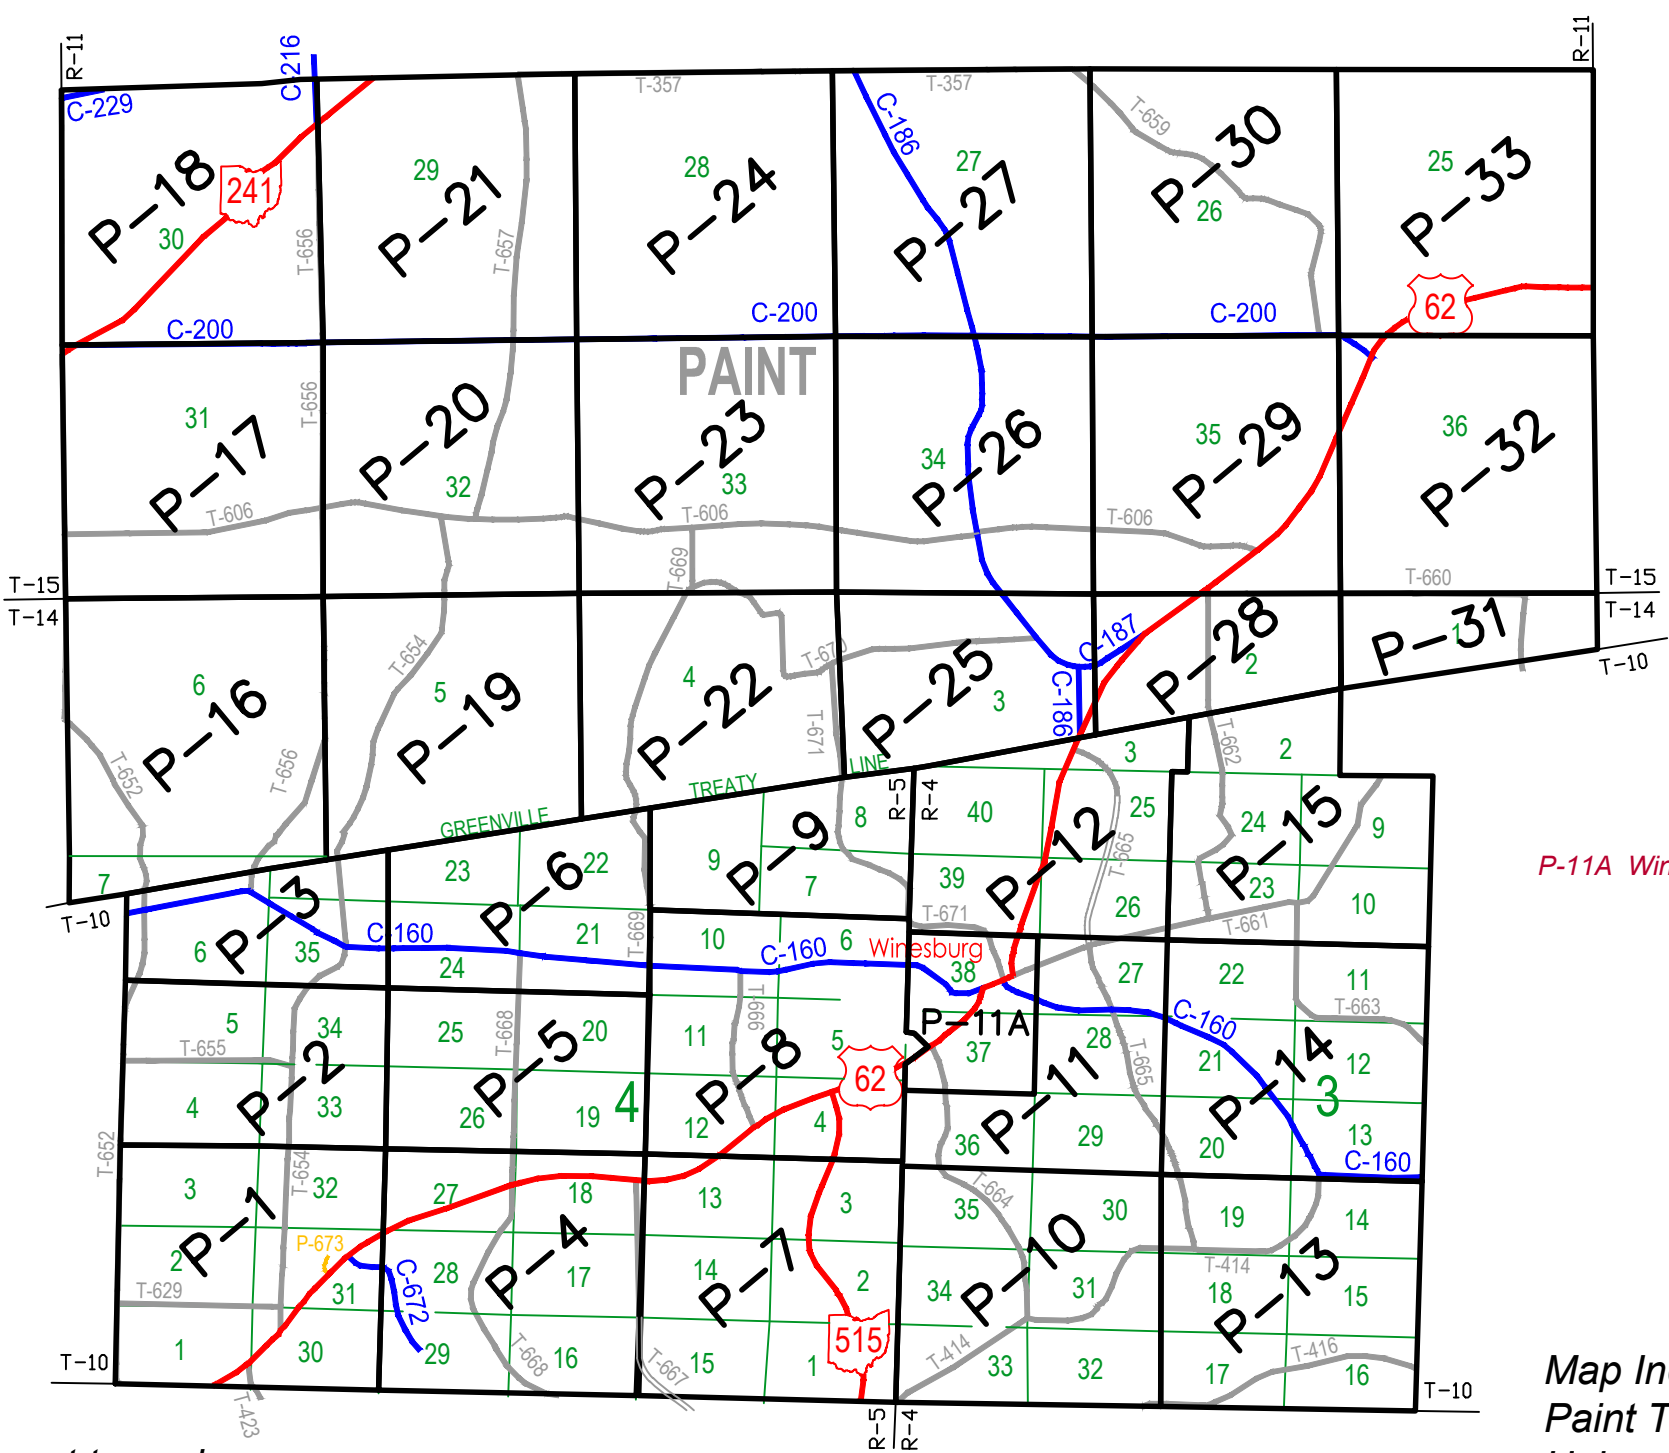 R-11
C-216
R-11
C-229
T-357
T-357
C-186
T-659
P-18
241
30
29
P-21
28
P-24
27
P-27
P-30
26
25
P-33
T-656
T-657
62
C-200
C-200
C-200
PAINT
31
T-656
P-17
P-20
32
P-23
33
34
P-26
35
P-29
36
P-32
T-606
T-606
T-606
T-669
T-660
T-15
T-14
T-15
T-14
T-10
6
P-16
T-654
5
P-19
4
P-22
T-670
T-671
P-25
3
C-187
C-186
P-28
2
P-31
1
T-652
T-656
GREENVILLE
TREATY
LINE
R-5
R-4
3
T-662
2
7
T-10
P-3
6
35
23
P-6
22
21
24
T-669
C-160
9
P-9
8
7
10
C-160
6
Winesburg
40
39
P-12
25
T-665
26
T-671
24
P-15
23
9
10
T-661
P-11A Win
38
P-11A
37
27
28
22
C-160
11
T-663
5
T-655
34
P-2
4
33
25
T-668
P-5
20
26
19
4
T-666
11
P-8
5
62
12
4
P-11
T-665
36
29
21
P-14
12
3
20
13
C-160
T-652
3
P-1
T-654
32
2
P-673
T-629
31
1
30
T-10
T-423
27
18
28
P-4
17
C-672
29
T-668
16
13
3
14
P-7
2
515
T-667
15
1
R-5
R-4
35
T-664
30
34
P-10
31
T-414
33
32
19
14
T-414
18
P-13
15
17
T-416
16
T-10
Map In
Paint T